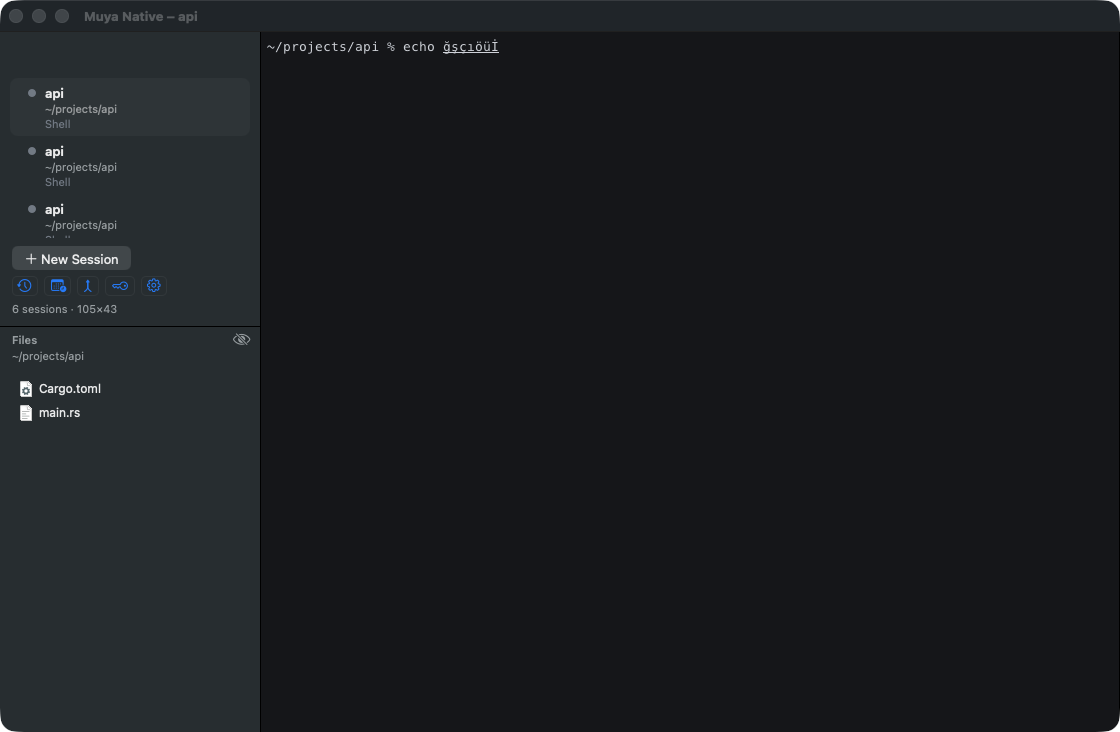 Muya Native – api
~/projects/api % echo ğşçıöüİ
api
~/projects/api
Shell
api
~/projects/api
Shell
api
~/projects/api
+ New Session
6 sessions · 105×43
Files
~/projects/api
Cargo.toml
main.rs